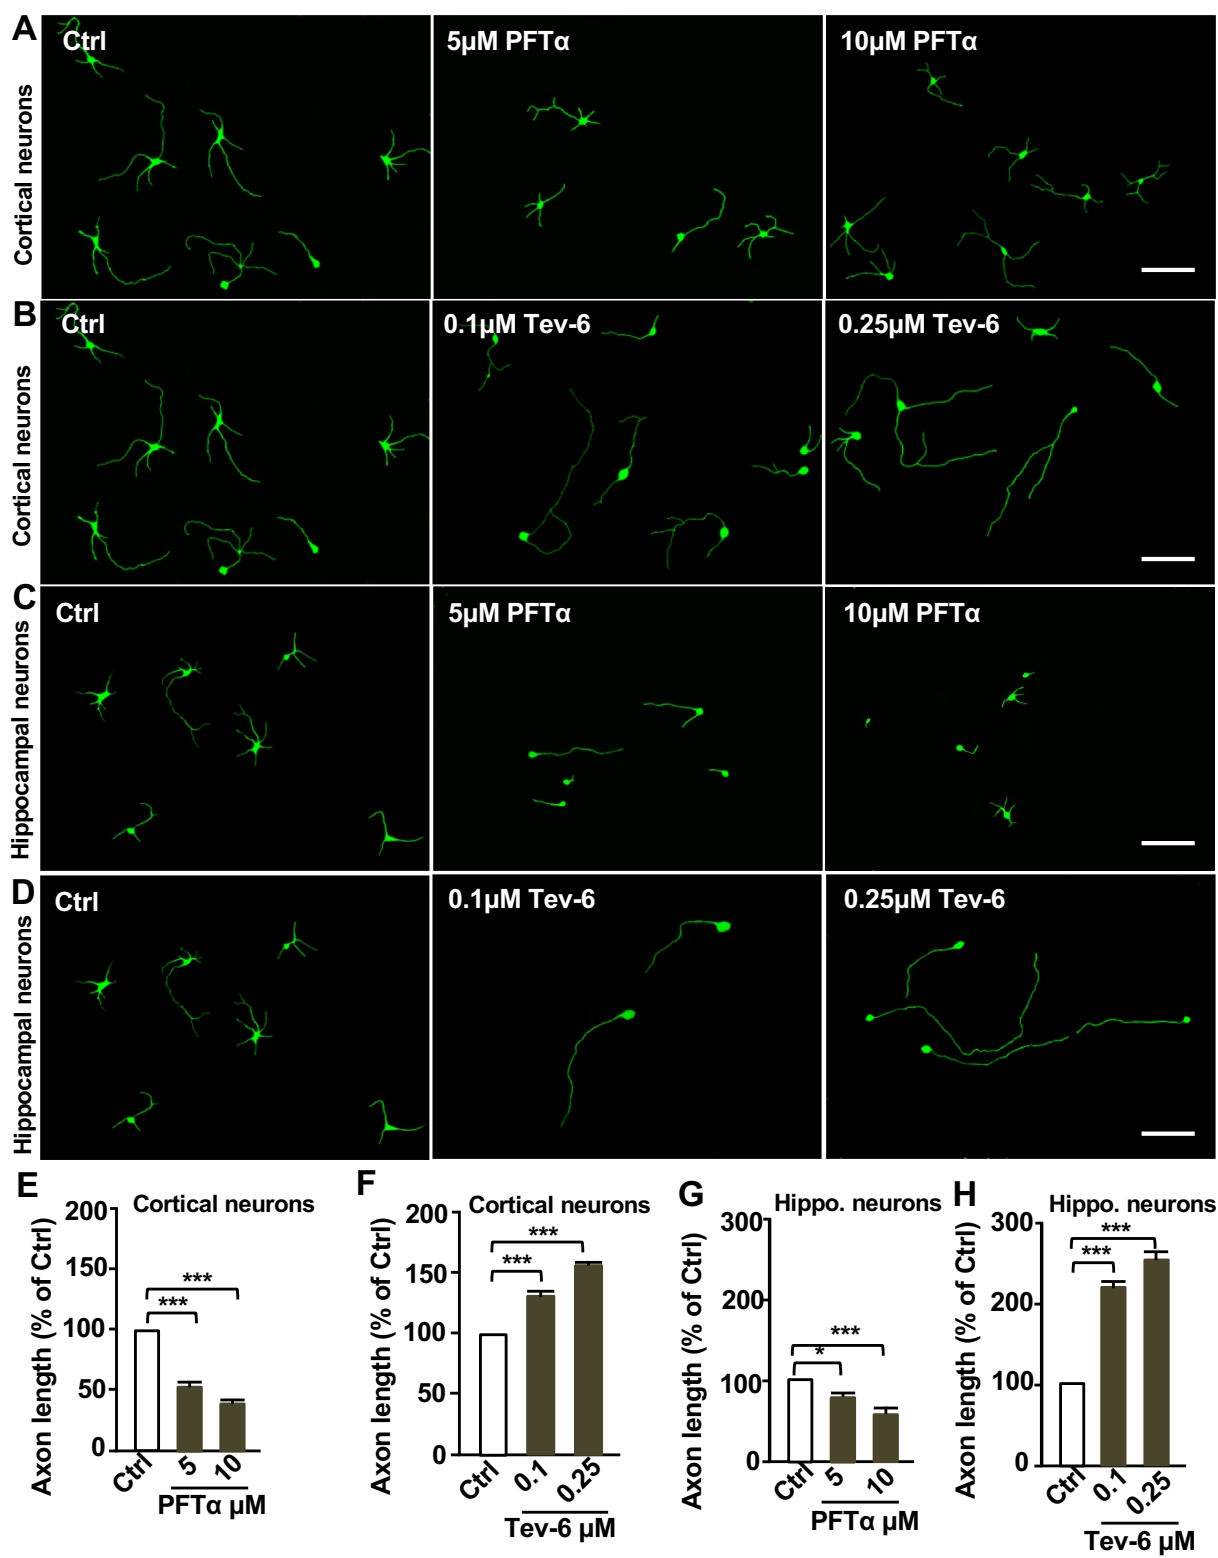 A
Ctrl
5µM PFTα
10µM PFTα
Cortical neurons
B
Ctrl
0.1µM Tev-6
0.25µM Tev-6
Cortical neurons
C
Ctrl
5µM PFTα
10µM PFTα
Hippocampal neurons
D
Ctrl
0.1µM Tev-6
0.25µM Tev-6
Hippocampal neurons
E
Cortical neurons
Axon length (% of Ctrl)
200
150
100
50
0
***
***
Ctrl
5
10
PFTα µM
F
Cortical neurons
Axon length (% of Ctrl)
200
150
100
50
0
***
***
Ctrl
0.1
0.25
Tev-6 µM
G
Hippo. neurons
Axon length (% of Ctrl)
300
200
100
0
***
*
Ctrl
5
10
PFTα µM
H
Hippo. neurons
Axon length (% of Ctrl)
300
200
100
0
***
***
Ctrl
0.1
0.25
Tev-6 µM